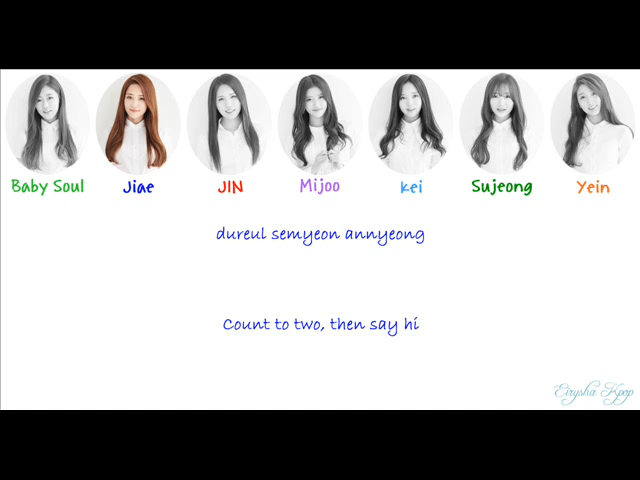 Baby Soul Jiae JIN Mijoo Kei Sujeong Yein
dureul semyeon annyeong
Count to two, then say hi
Eirysha Kpop